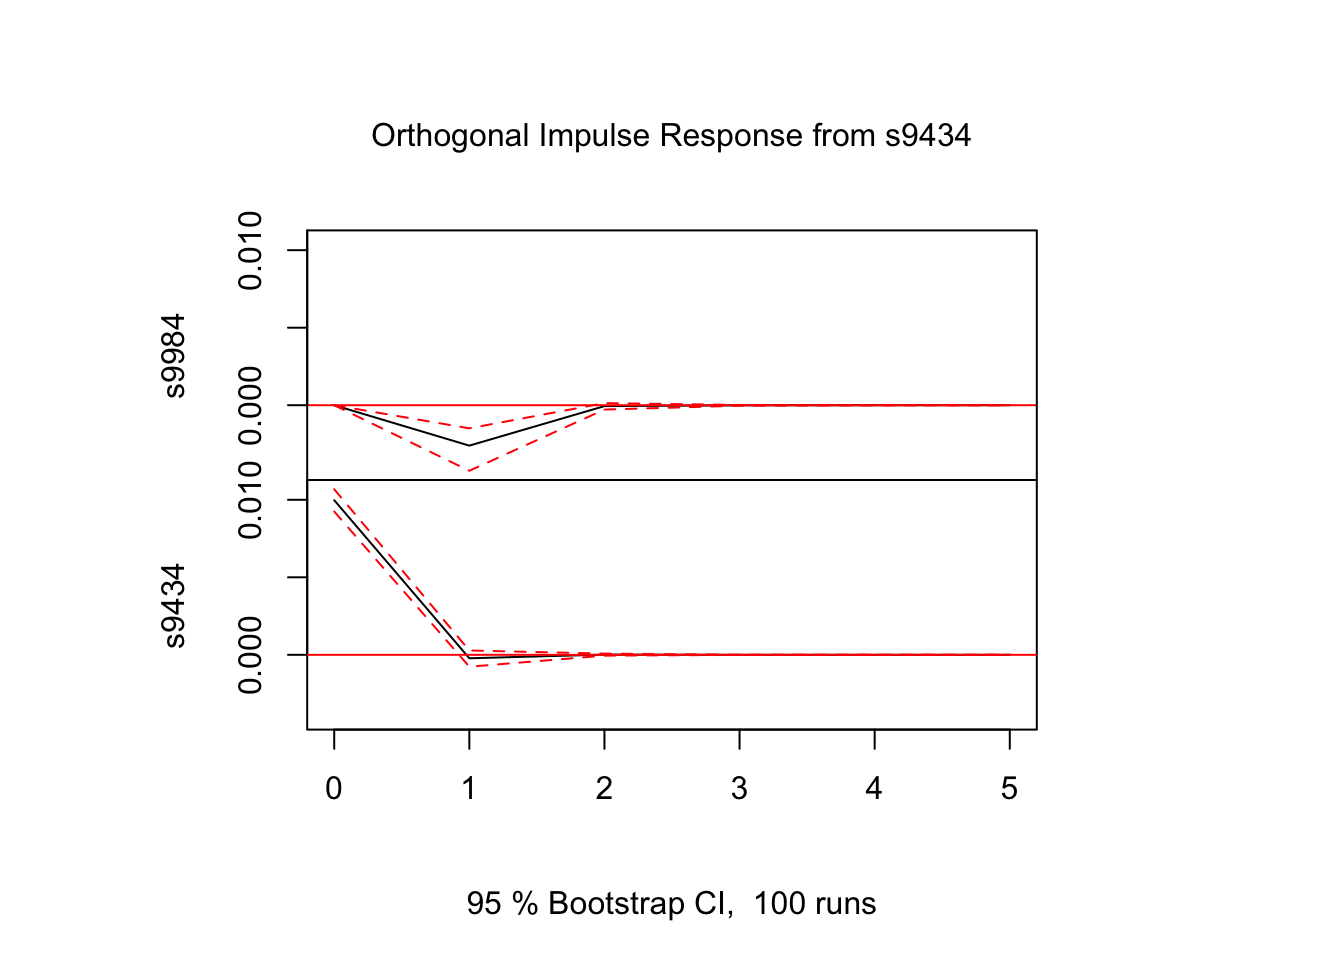 Orthogonal Impulse Response from s9434
s9984
0.010
0.000
s9434
0.010
0.000
0 1 2 3 4 5
95 % Bootstrap CI,  100 runs